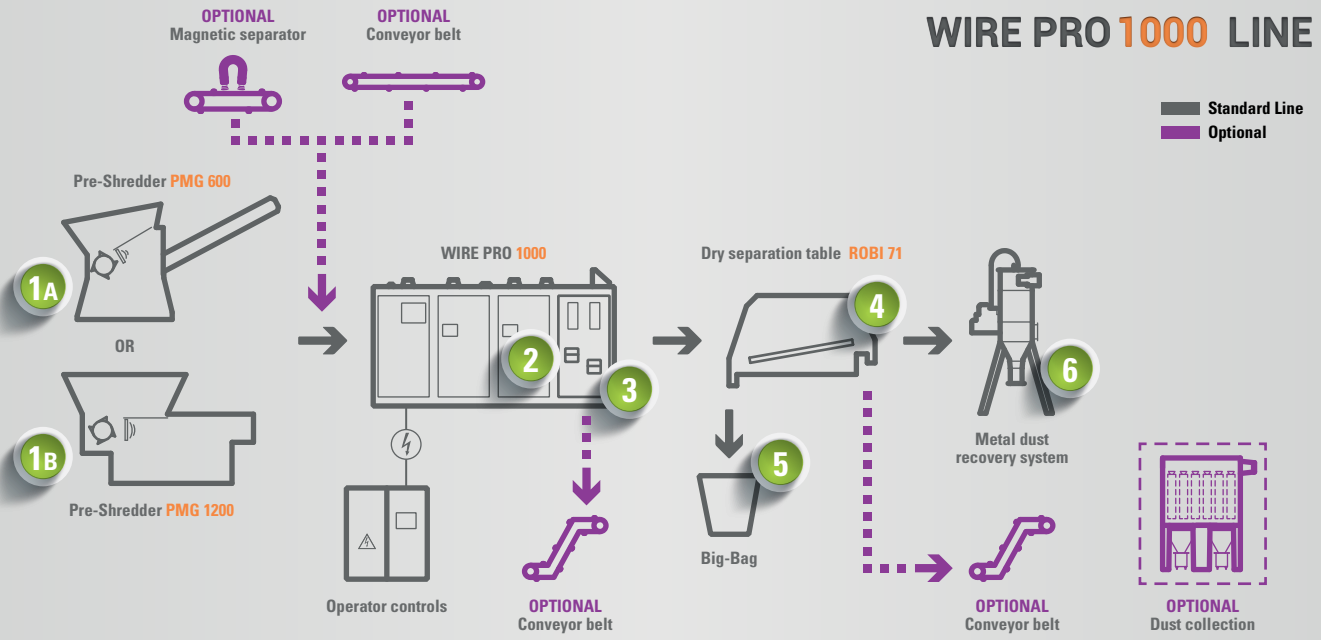 WIRE PRO 1000 LINE
OPTIONAL
Magnetic separator
OPTIONAL
Conveyor belt
Standard Line
Optional
Pre-Shredder PMG 600
1A
OR
1B
Pre-Shredder PMG 1200
WIRE PRO 1000
2
3
Operator controls
OPTIONAL
Conveyor belt
Dry separation table ROBI 71
4
5
Big-Bag
6
Metal dust
recovery system
OPTIONAL
Conveyor belt
OPTIONAL
Dust collection